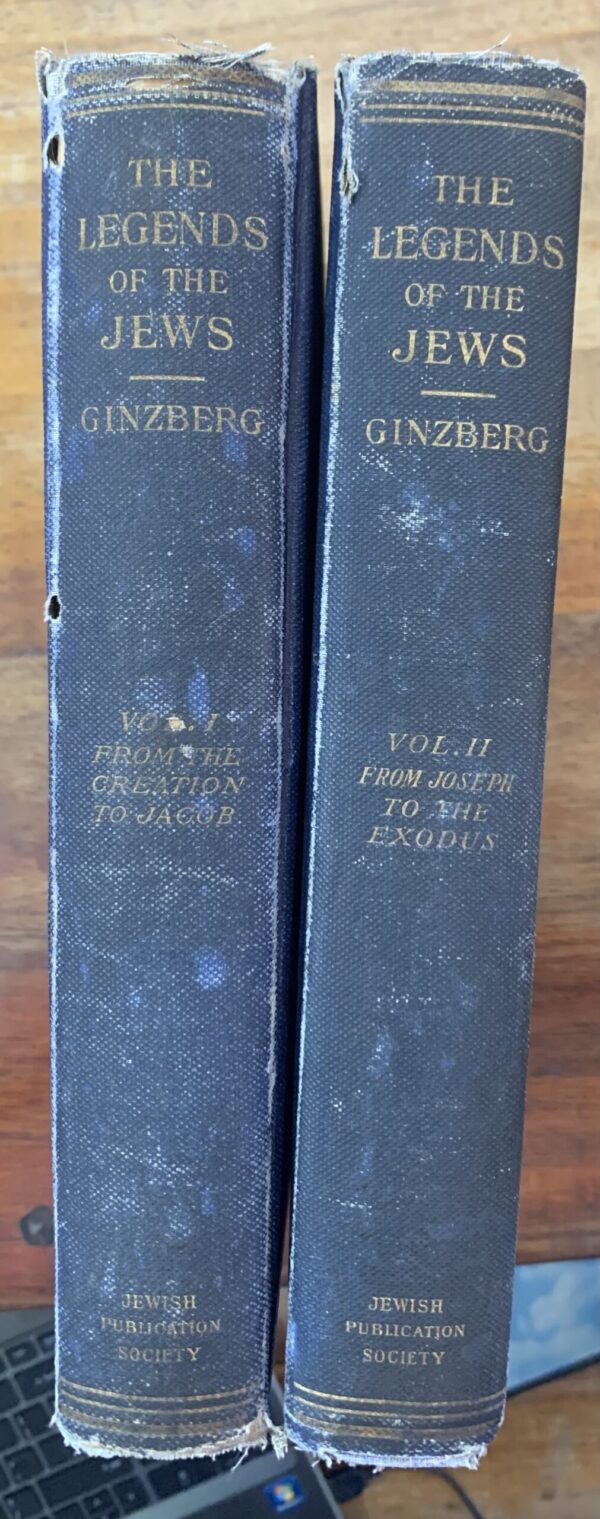 THE
LEGENDS
OF THE
JEWS
GINZBERG
VOL. I
FROM THE
CREATION
TO JACOB
JEWISH
PUBLICATION
SOCIETY
THE
LEGENDS
OF THE
JEWS
GINZBERG
VOL. II
FROM JOSEPH
TO THE
EXODUS
JEWISH
PUBLICATION
SOCIETY